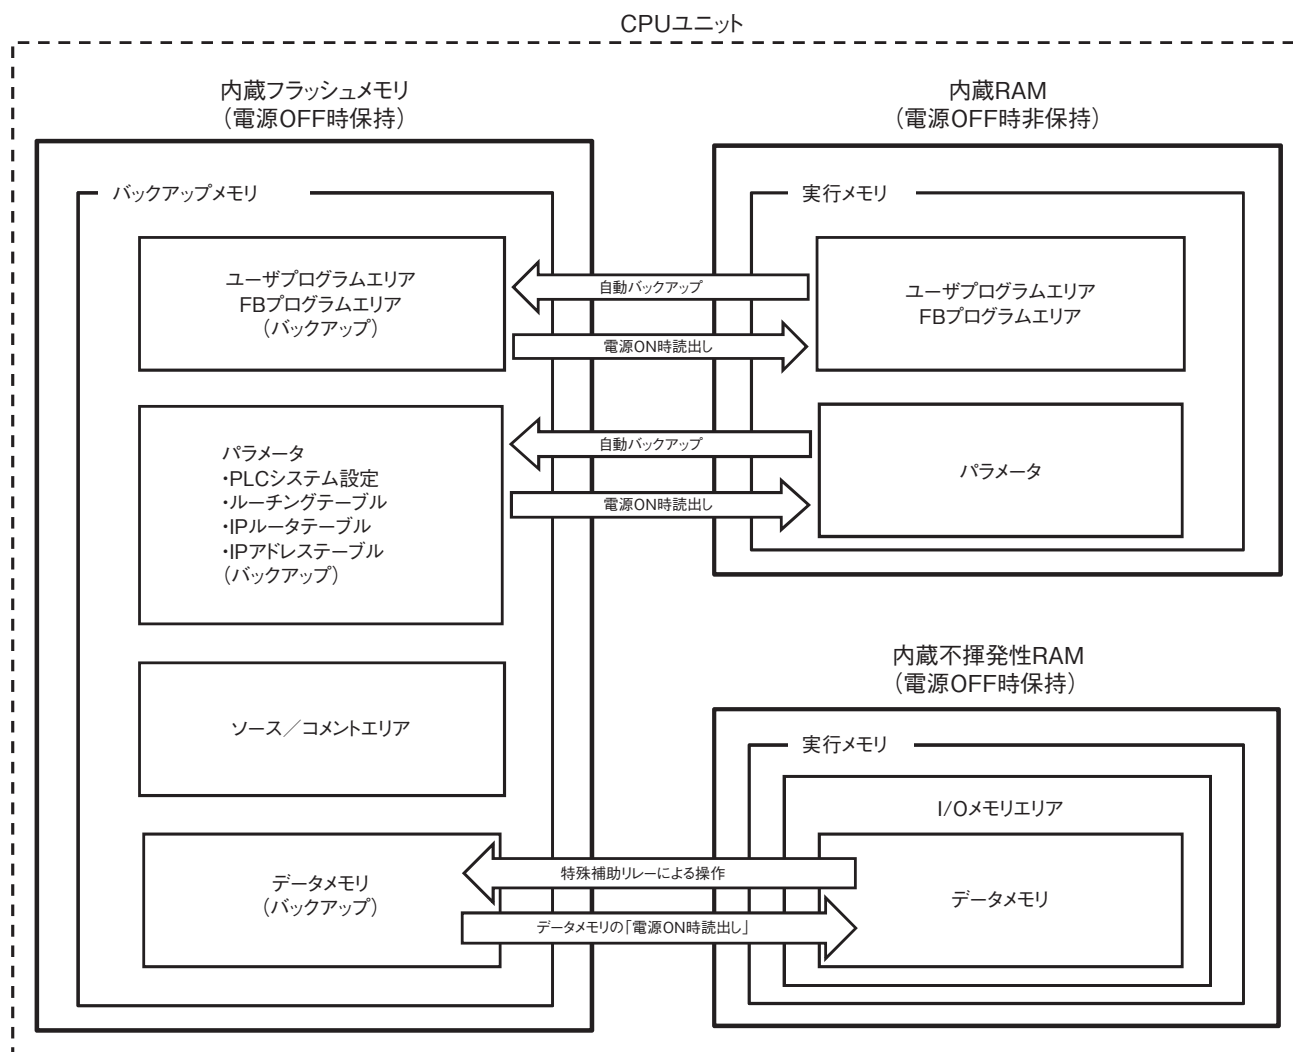 CPUユニット
内蔵フラッシュメモリ
（電源OFF時保持）
バックアップメモリ
ユーザプログラムエリア
FBプログラムエリア
（バックアップ）
パラメータ
・PLCシステム設定
・ルーチングテーブル
・IPルータテーブル
・IPアドレステーブル
（バックアップ）
ソース／コメントエリア
データメモリ
（バックアップ）
自動バックアップ
電源ON時読出し
自動バックアップ
電源ON時読出し
特殊補助リレーによる操作
データメモリの「電源ON時読出し」
内蔵RAM
（電源OFF時非保持）
実行メモリ
ユーザプログラムエリア
FBプログラムエリア
パラメータ
内蔵不揮発性RAM
（電源OFF時保持）
実行メモリ
I/Oメモリエリア
データメモリ